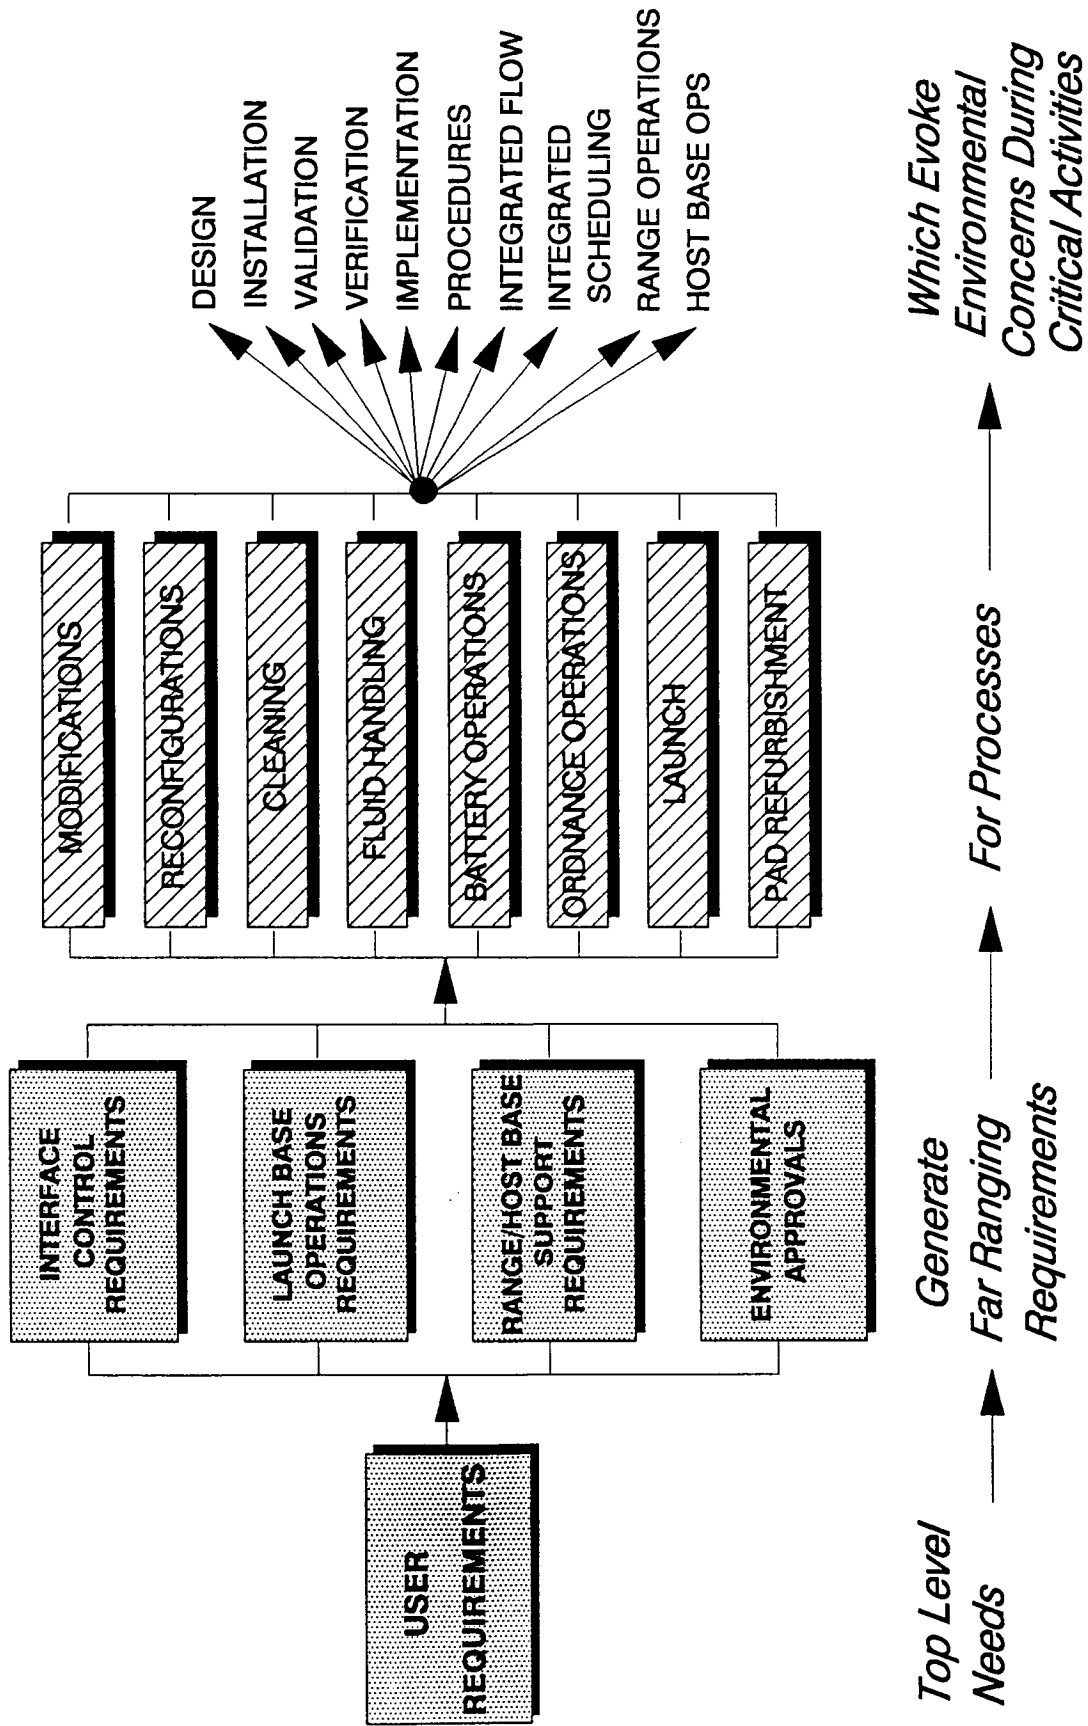 USER
REQUIREMENTS
INTERFACE
CONTROL
REQUIREMENTS
LAUNCH BASE
OPERATIONS
REQUIREMENTS
RANGE/HOST BASE
SUPPORT
REQUIREMENTS
ENVIRONMENTAL
APPROVALS
MODIFICATIONS
RECONFIGURATIONS
CLEANING
FLUID HANDLING
BATTERY OPERATIONS
ORDNANCE OPERATIONS
LAUNCH
PAD REFURBISHMENT
DESIGN
INSTALLATION
VALIDATION
VERIFICATION
IMPLEMENTATION
PROCEDURES
INTEGRATED FLOW
INTEGRATED
SCHEDULING
RANGE OPERATIONS
HOST BASE OPS
Top Level
Needs
Generate
Far Ranging
Requirements
For Processes
Which Evoke
Environmental
Concerns During
Critical Activities